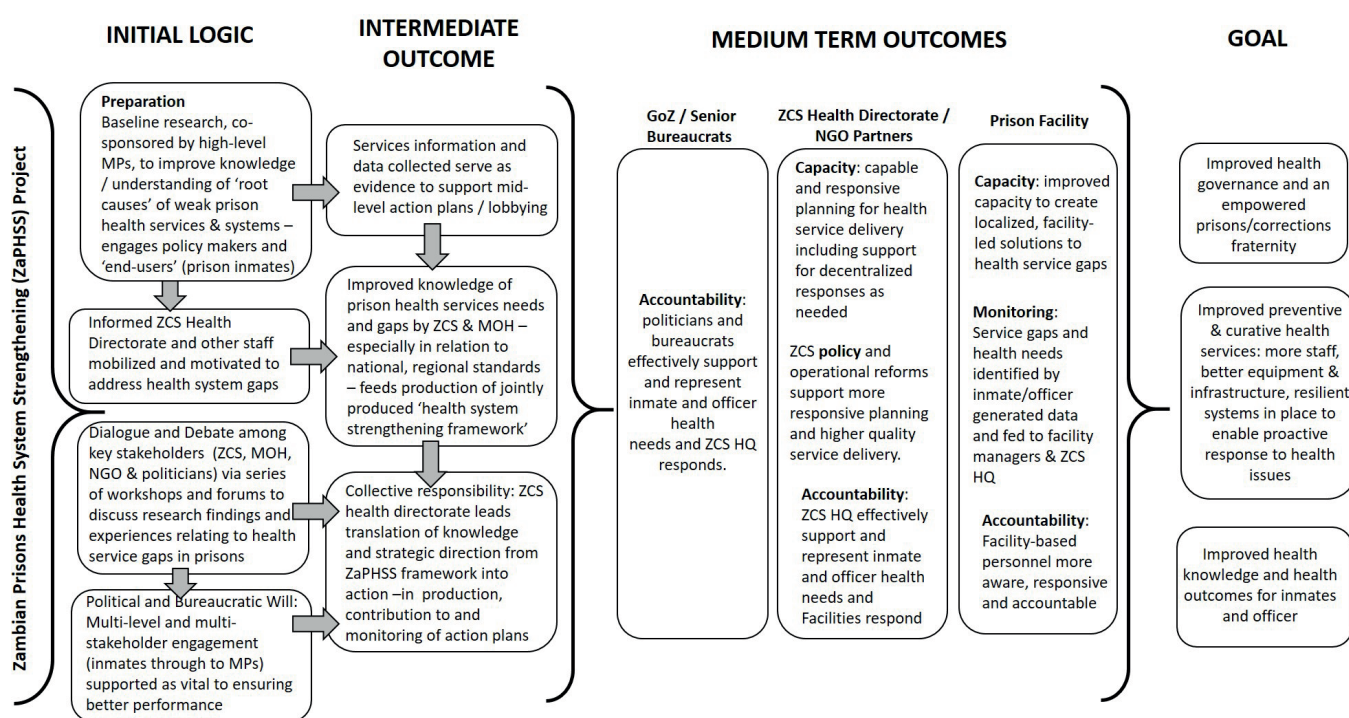 INITIAL LOGIC
INTERMEDIATE
OUTCOME
MEDIUM TERM OUTCOMES
GOAL
Zambian Prisons Health System Strengthening (ZaPHSS) Project
Preparation
Baseline research, co-
sponsored by high-level
MPs, to improve knowledge
/ understanding of ‘root
causes’ of weak prison
health services & systems –
engages policy makers and
‘end-users’ (prison inmates)
Informed ZCS Health
Directorate and other staff
mobilized and motivated to
address health system gaps
Dialogue and Debate among
key stakeholders (ZCS, MOH,
NGO & politicians) via series
of workshops and forums to
discuss research findings and
experiences relating to health
service gaps in prisons
Political and Bureaucratic Will:
Multi-level and multi-
stakeholder engagement
(inmates through to MPs)
supported as vital to ensuring
better performance
Services information and
data collected serve as
evidence to support mid-
level action plans / lobbying
Improved knowledge of
prison health services needs
and gaps by ZCS & MOH –
especially in relation to
national, regional standards
– feeds production of jointly
produced ‘health system
strengthening framework’
Collective responsibility: ZCS
health directorate leads
translation of knowledge
and strategic direction from
ZaPHSS framework into
action –in production,
contribution to and
monitoring of action plans
GoZ / Senior
Bureaucrats
Accountability:
politicians and
bureaucrats
effectively support
and represent
inmate and officer
health
needs and ZCS HQ
responds.
ZCS Health Directorate /
NGO Partners
Capacity: capable
and responsive
planning for health
service delivery
including support
for decentralized
responses as
needed
ZCS policy and
operational reforms
support more
responsive planning
and higher quality
service delivery.
Accountability:
ZCS HQ effectively
support and
represent inmate
and officer health
needs and
Facilities respond
Prison Facility
Capacity: improved
capacity to create
localized, facility-
led solutions to
health service gaps
Monitoring:
Service gaps and
health needs
identified by
inmate/officer
generated data
and fed to facility
managers & ZCS
HQ
Accountability:
Facility-based
personnel more
aware, responsive
and accountable
Improved health
governance and an
empowered
prisons/corrections
fraternity
Improved preventive
& curative health
services: more staff,
better equipment &
infrastructure, resilient
systems in place to
enable proactive
response to health
issues
Improved health
knowledge and health
outcomes for inmates
and officer